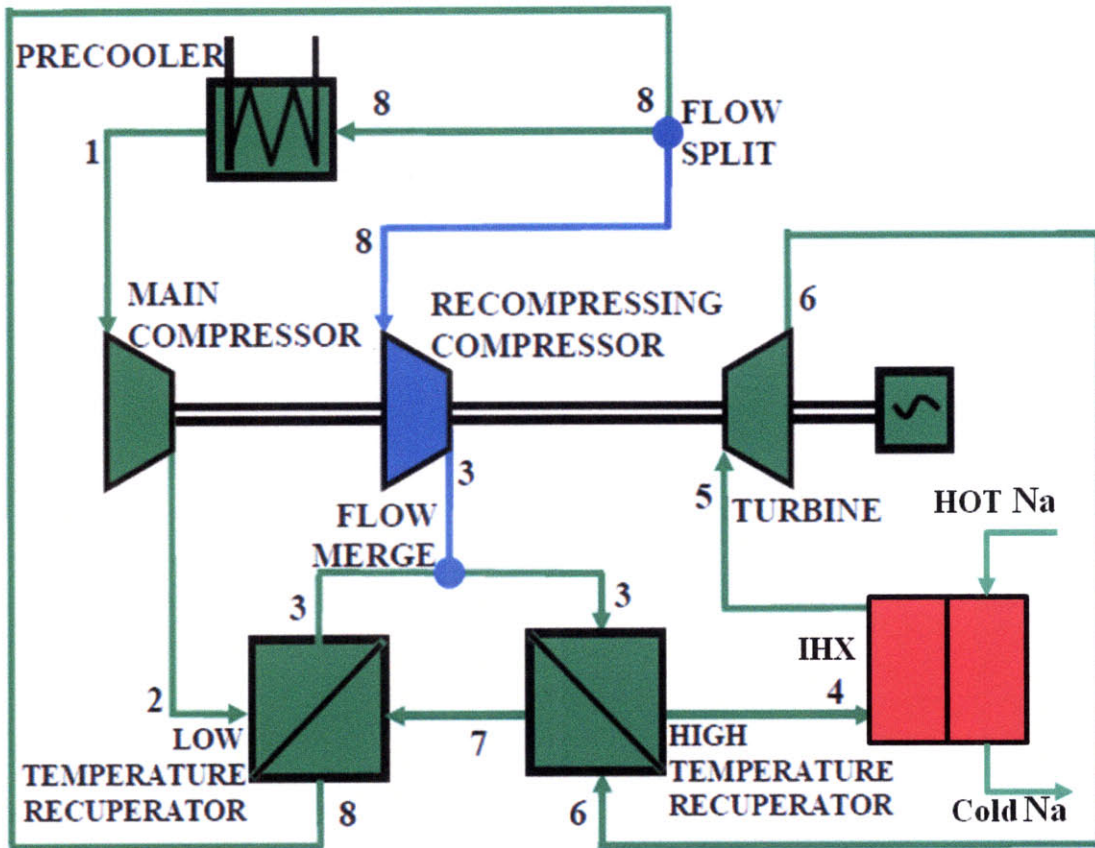 PRECOOLER
8
8
FLOW
SPLIT
1
8
6
MAIN
COMPRESSOR
RECOMPRESSING
COMPRESSOR
3
5
TURBINE
HOT Na
FLOW
MERGE
3
3
IHX
2
4
LOW
TEMPERATURE
RECUPERATOR
7
HIGH
TEMPERATURE
RECUPERATOR
8
6
Cold Na